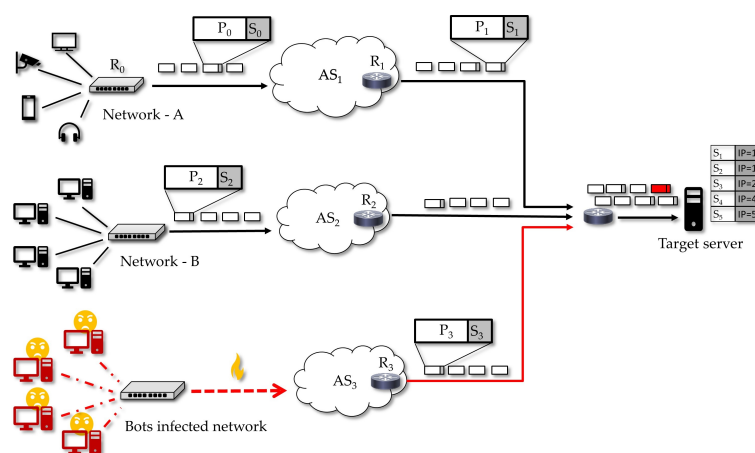 P0 S0
P1 S1
R0
AS1
R1
Network - A
P2 S2
AS2
R2
Network - B
S1 IP=1
S2 IP=1
S3 IP=2
S4 IP=4
S5 IP=5
Target server
P3 S3
AS3
R3
Bots infected network